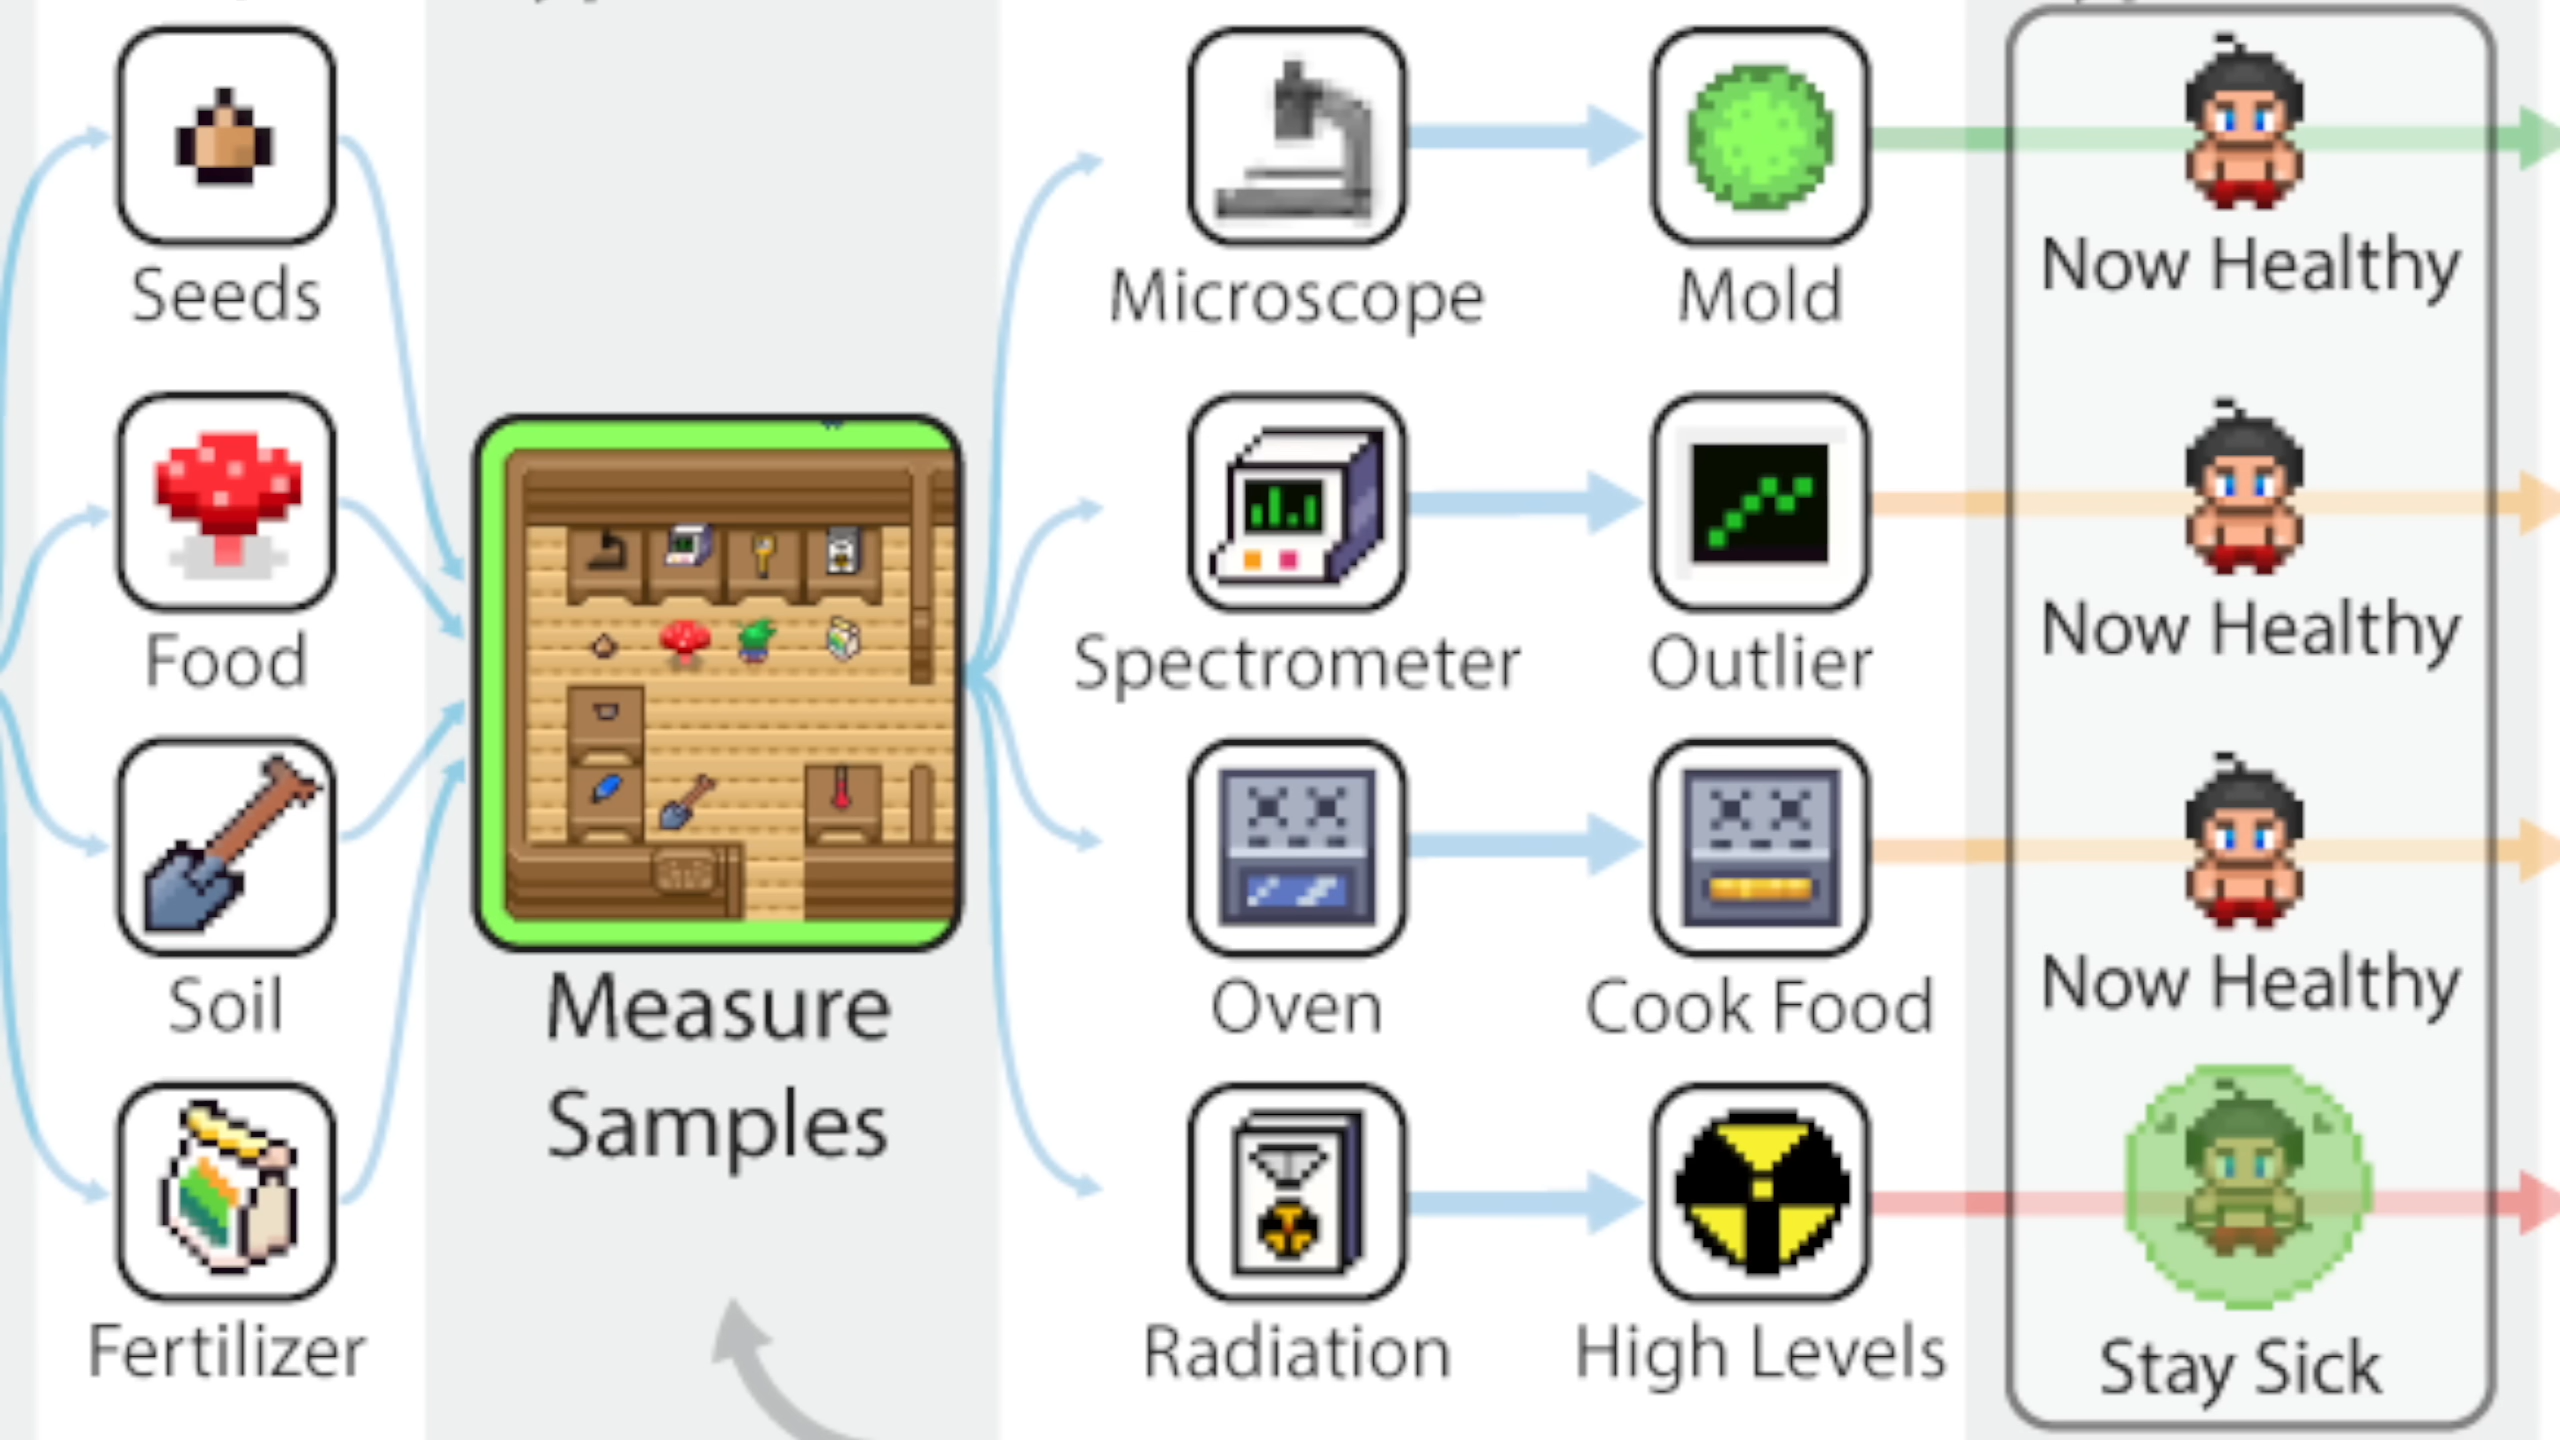 Seeds
Food
Soil
Fertilizer
Measure
Samples
Microscope
Mold
Now Healthy
Spectrometer
Outlier
Now Healthy
Oven
Cook Food
Now Healthy
Radiation
High Levels
Stay Sick